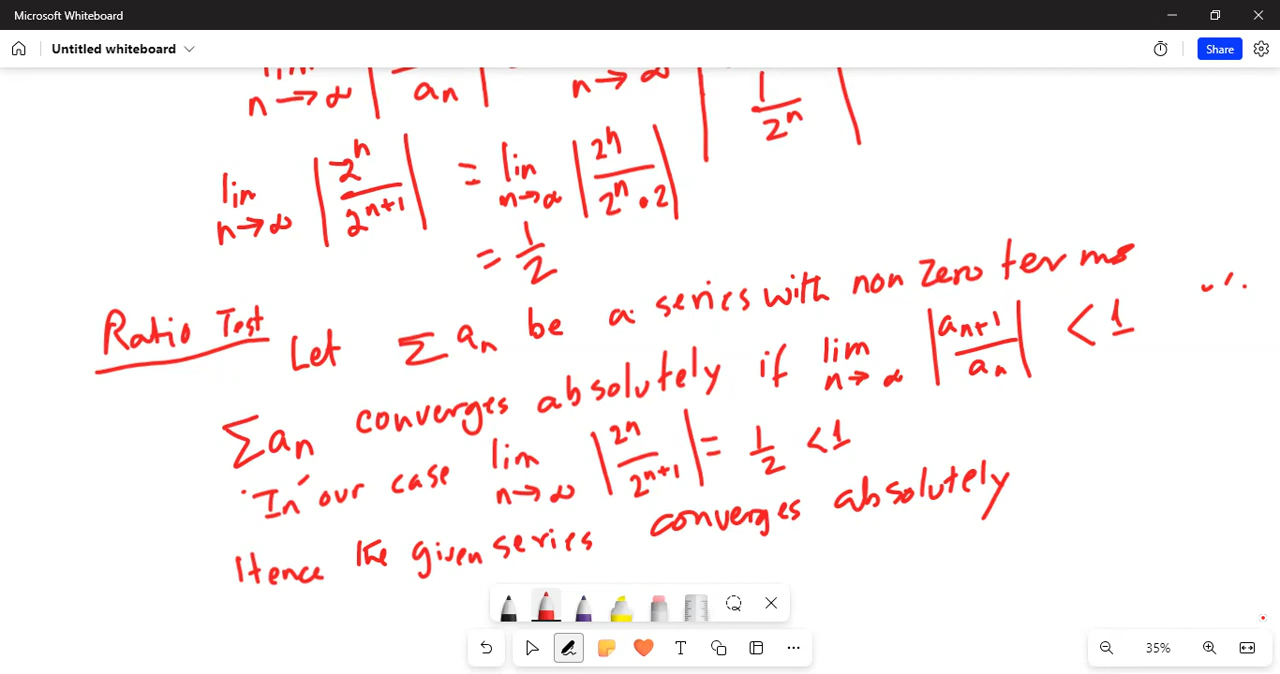 Microsoft Whiteboard
Untitled whiteboard
Share
n→∞ | an | n→∞ | 1/2^n |
lim n→∞ | 2^n / 2^{n+1} | = lim n→∞ | 2^n / 2^n • 2 |
= 1/2
Ratio Test Let Σ an be a series with non zero terms
Σ an converges absolutely if lim n→∞ | an+1 / an | < 1
In our case lim n→∞ | 2^n / 2^{n+1} | = 1/2 < 1
Hence the given series converges absolutely
T
35%